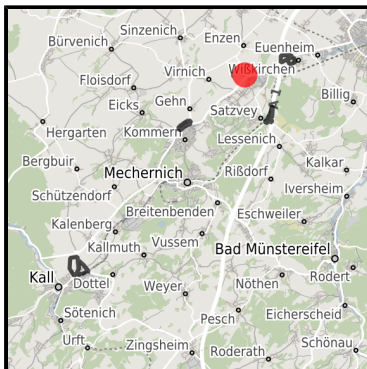 Sinzenich
Enzen
Bürvenich
Euenheim
Virnich
Wißkirchen
Floisdorf
Billig
Gehn
Eicks
Satzvey
A 1
Hergarten
Kommern
Lessenich
Bergbuir
Kalkar
Mechernich
Rißdorf
Schützendorf
Iversheim
Breitenbenden
Eschweiler
Kalenberg
Vussem
Kallmuth
Bad Münstereifel
Kall
Dottel
Rodert
Weyer
Nöthen
Sötenich
Pesch
Eicherscheid
Urft
Zingsheim
Schönau
Roderath